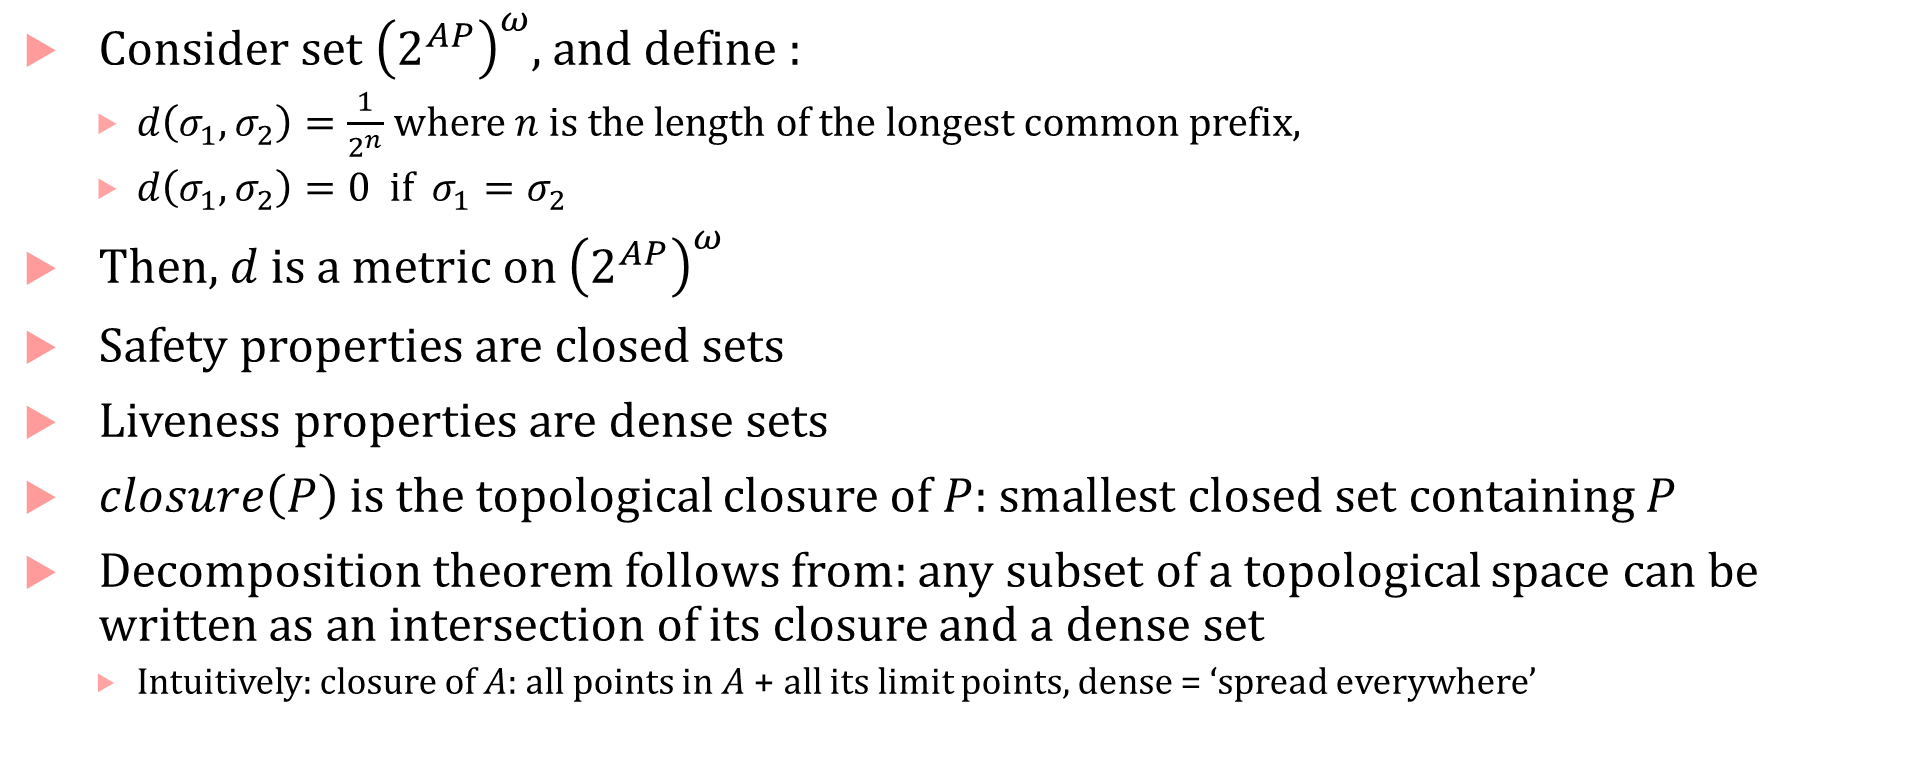 Consider set (2^{AP})^ω, and define :
d(σ₁, σ₂) = 1/2ⁿ where n is the length of the longest common prefix,
d(σ₁, σ₂) = 0 if σ₁ = σ₂
Then, d is a metric on (2^{AP})^ω
Safety properties are closed sets
Liveness properties are dense sets
closure(P) is the topological closure of P: smallest closed set containing P
Decomposition theorem follows from: any subset of a topological space can be
written as an intersection of its closure and a dense set
Intuitively: closure of A: all points in A + all its limit points, dense = ‘spread everywhere’